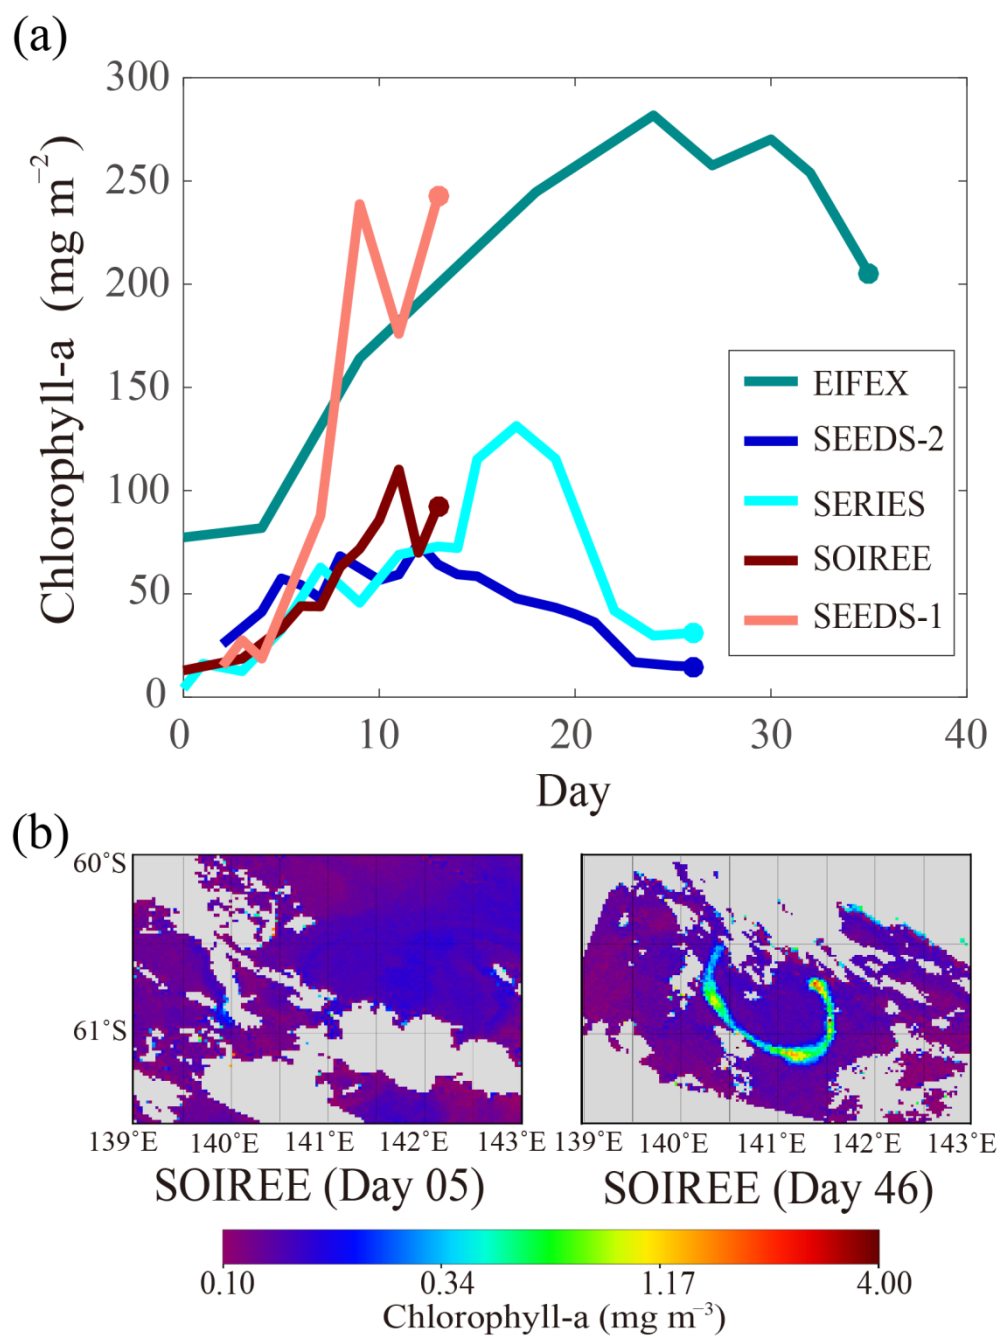 (a)
Chlorophyll-a (mg m⁻²)
300
250
200
150
100
50
0
0 10 20 30 40
Day
EIFEX
SEEDS-2
SERIES
SOIREE
SEEDS-1
(b)
60°S
61°S
139°E 140°E 141°E 142°E 143°E
139°E 140°E 141°E 142°E 143°E
SOIREE (Day 05)
SOIREE (Day 46)
0.10 0.34 1.17 4.00
Chlorophyll-a (mg m⁻³)